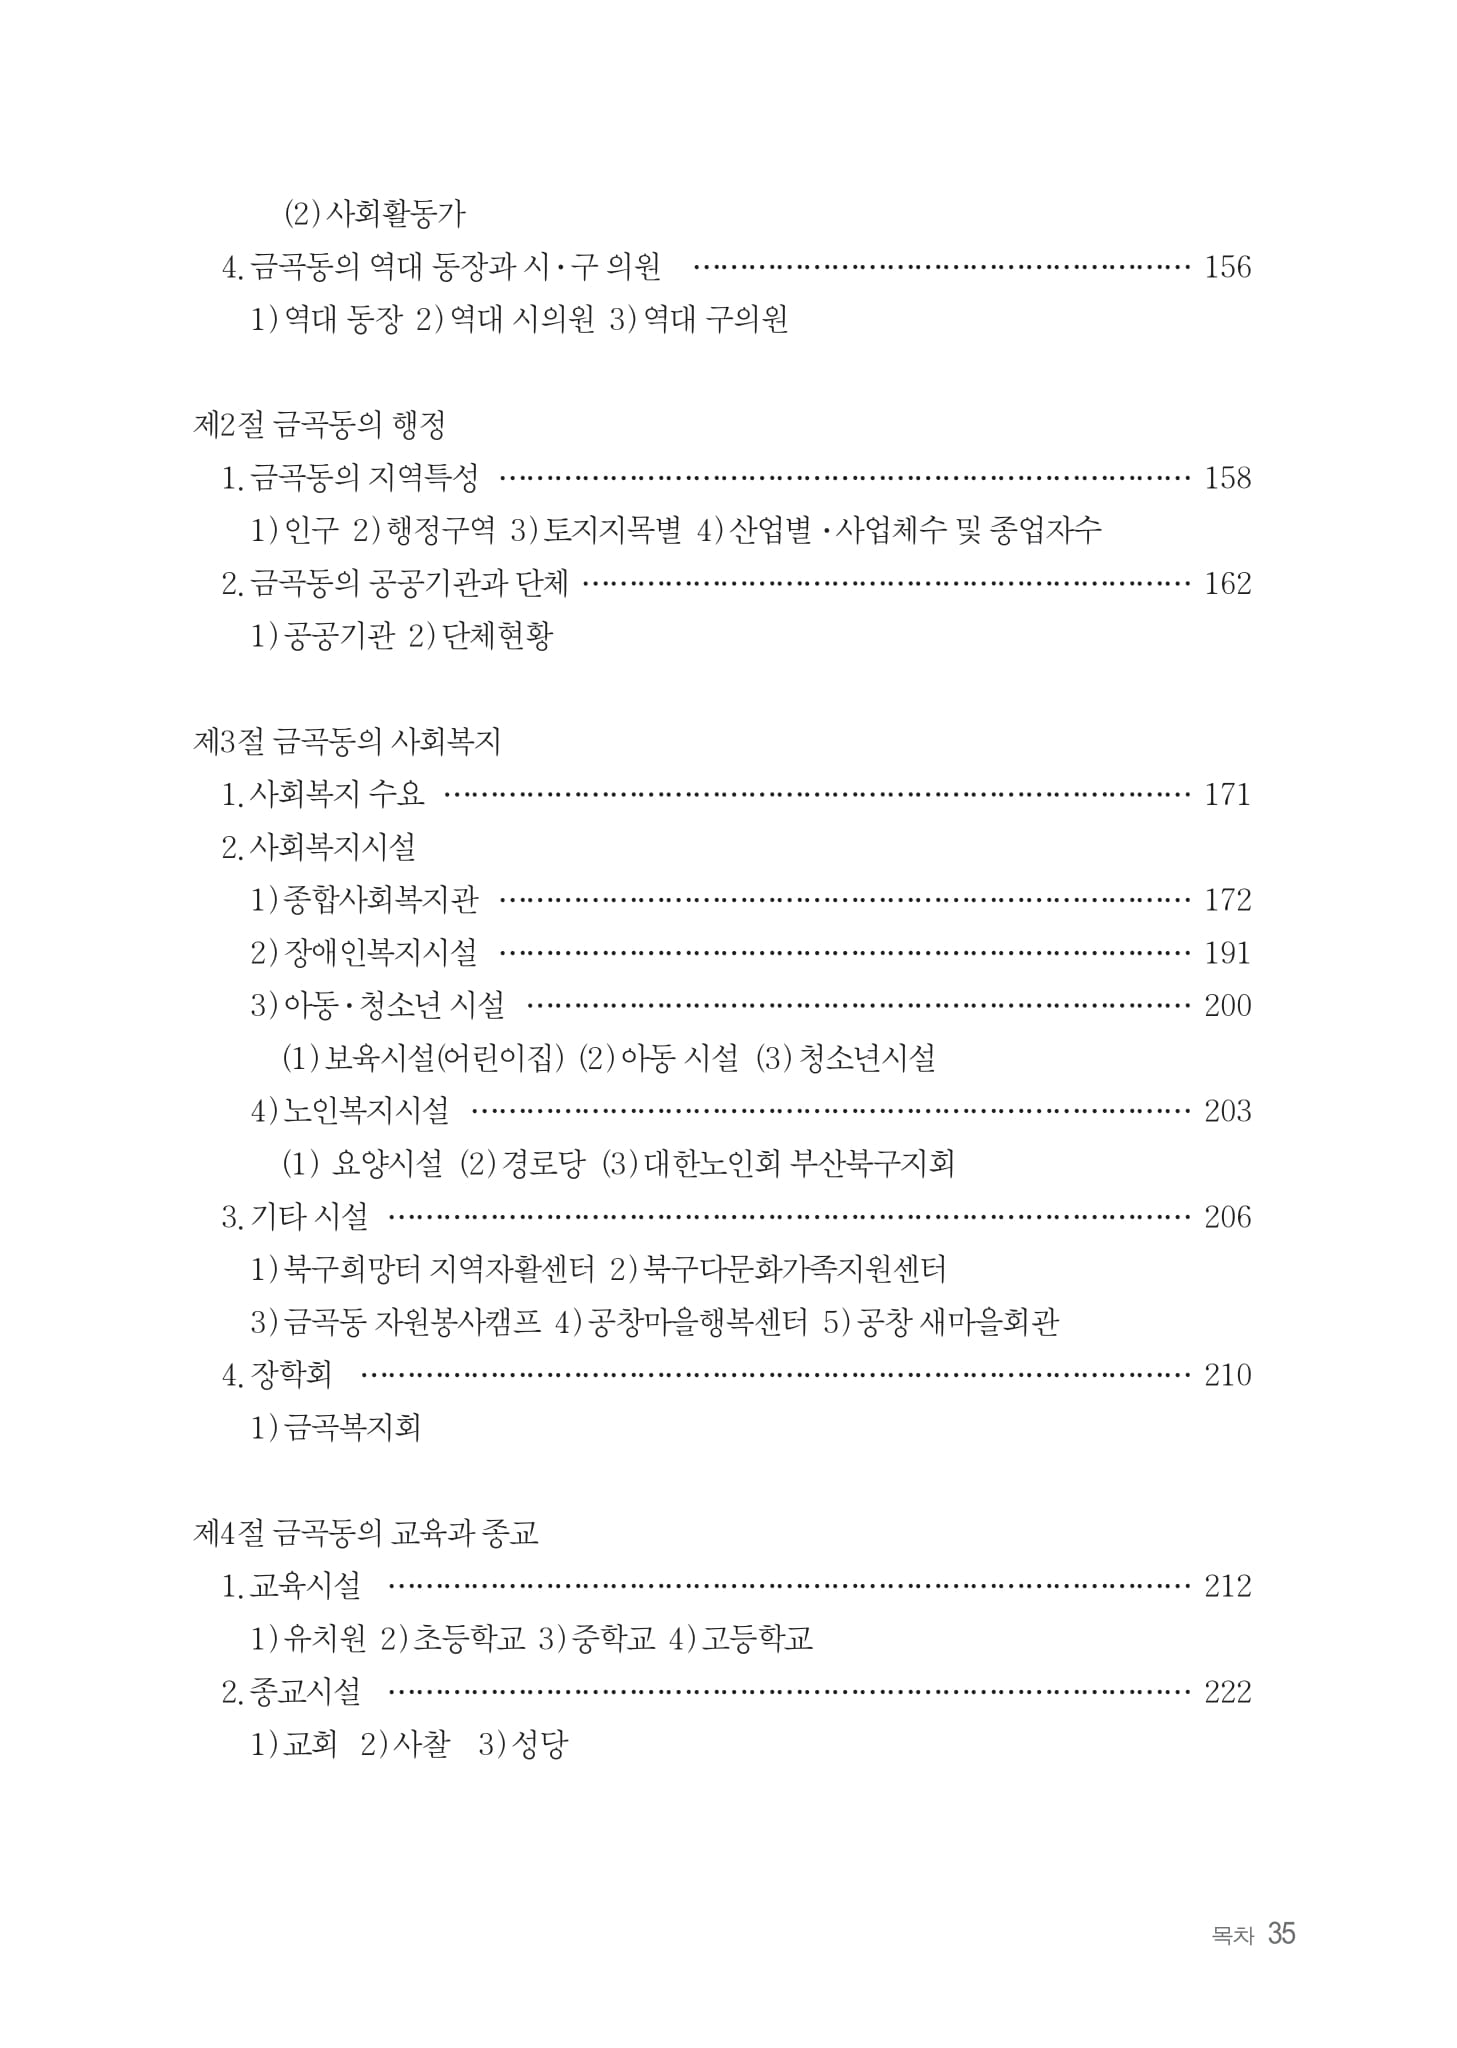 (2)사회활동가
4. 금곡동의 역대 동장과 시·구 의원 …………………………………………………… 156
1)역대 동장 2)역대 시의원 3)역대 구의원
제2절 금곡동의 행정
1. 금곡동의 지역특성 …………………………………………………………………… 158
1)인구 2)행정구역 3)토지지목별 4)산업별 ·사업체수 및 종업자수
2. 금곡동의 공공기관과 단체 …………………………………………………………… 162
1)공공기관 2)단체현황
제3절 금곡동의 사회복지
1. 사회복지 수요 ………………………………………………………………………… 171
2. 사회복지시설
1)종합사회복지관 …………………………………………………………………… 172
2)장애인복지시설 …………………………………………………………………… 191
3)아동·청소년 시설 ………………………………………………………………… 200
(1)보육시설(어린이집) (2)아동 시설 (3)청소년시설
4)노인복지시설 ……………………………………………………………………… 203
(1) 요양시설 (2)경로당 (3)대한노인회 부산북구지회
3. 기타 시설 ……………………………………………………………………………… 206
1)북구희망터 지역자활센터 2)북구다문화가족지원센터
3)금곡동 자원봉사캠프 4)공창마을행복센터 5)공창 새마을회관
4. 장학회 ………………………………………………………………………………… 210
1)금곡복지회
제4절 금곡동의 교육과 종교
1. 교육시설 ……………………………………………………………………………… 212
1)유치원 2)초등학교 3)중학교 4)고등학교
2. 종교시설 ……………………………………………………………………………… 222
1)교회 2)사찰 3)성당
목차 35